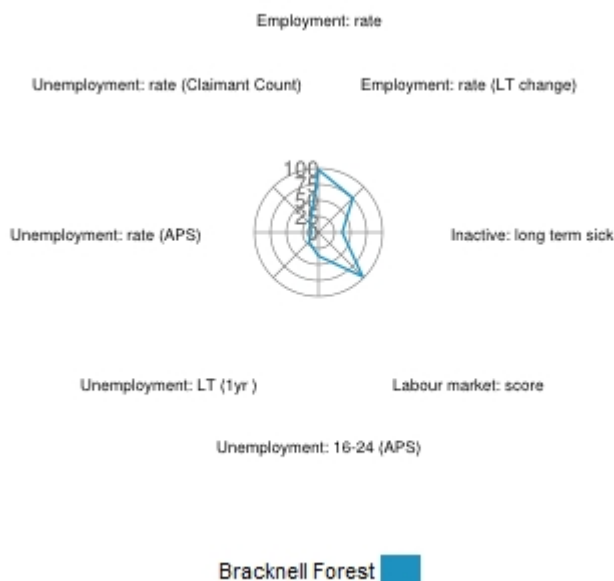 Employment: rate
Unemployment: rate (Claimant Count)
Employment: rate (LT change)
100
75
50
25
0
Unemployment: rate (APS)
Inactive: long term sick
Unemployment: LT (1yr )
Labour market: score
Unemployment: 16-24 (APS)
Bracknell Forest